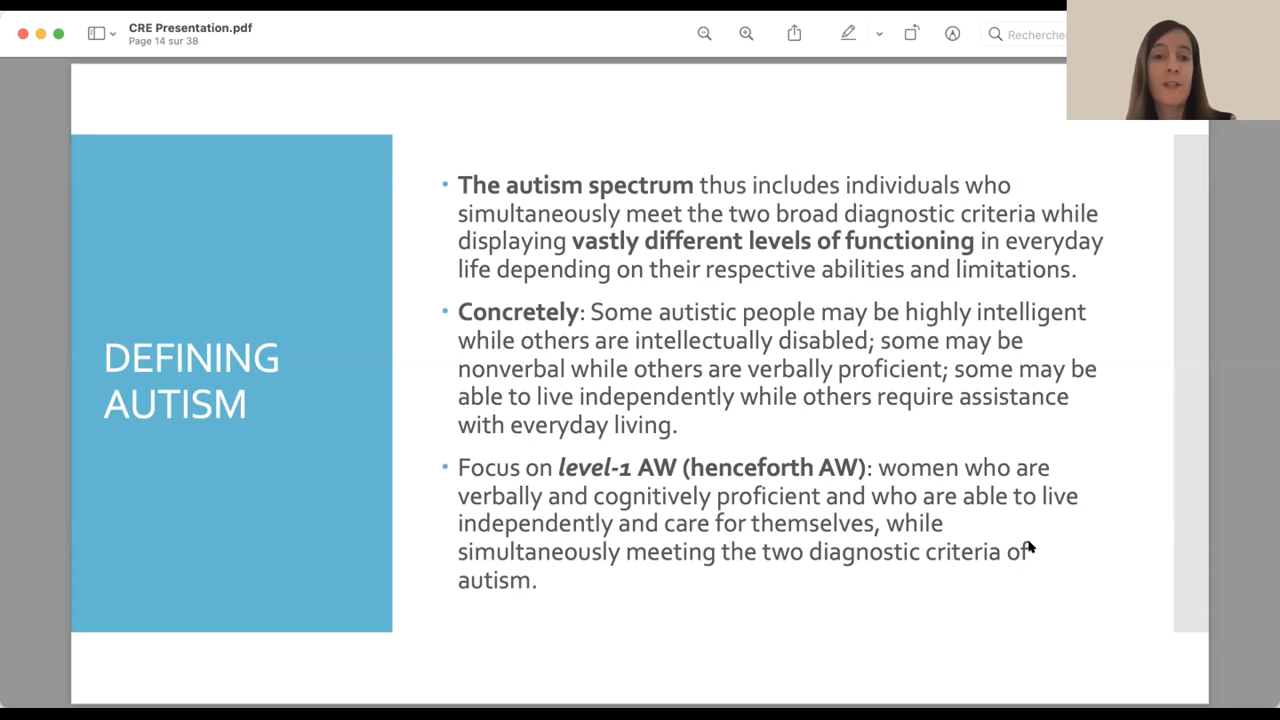 CRE Presentation.pdf
Page 14 sur 38
Rechercher
DEFINING
AUTISM
• The autism spectrum thus includes individuals who
simultaneously meet the two broad diagnostic criteria while
displaying vastly different levels of functioning in everyday
life depending on their respective abilities and limitations.
• Concretely: Some autistic people may be highly intelligent
while others are intellectually disabled; some may be
nonverbal while others are verbally proficient; some may be
able to live independently while others require assistance
with everyday living.
• Focus on level-1 AW (henceforth AW): women who are
verbally and cognitively proficient and who are able to live
independently and care for themselves, while
simultaneously meeting the two diagnostic criteria of
autism.